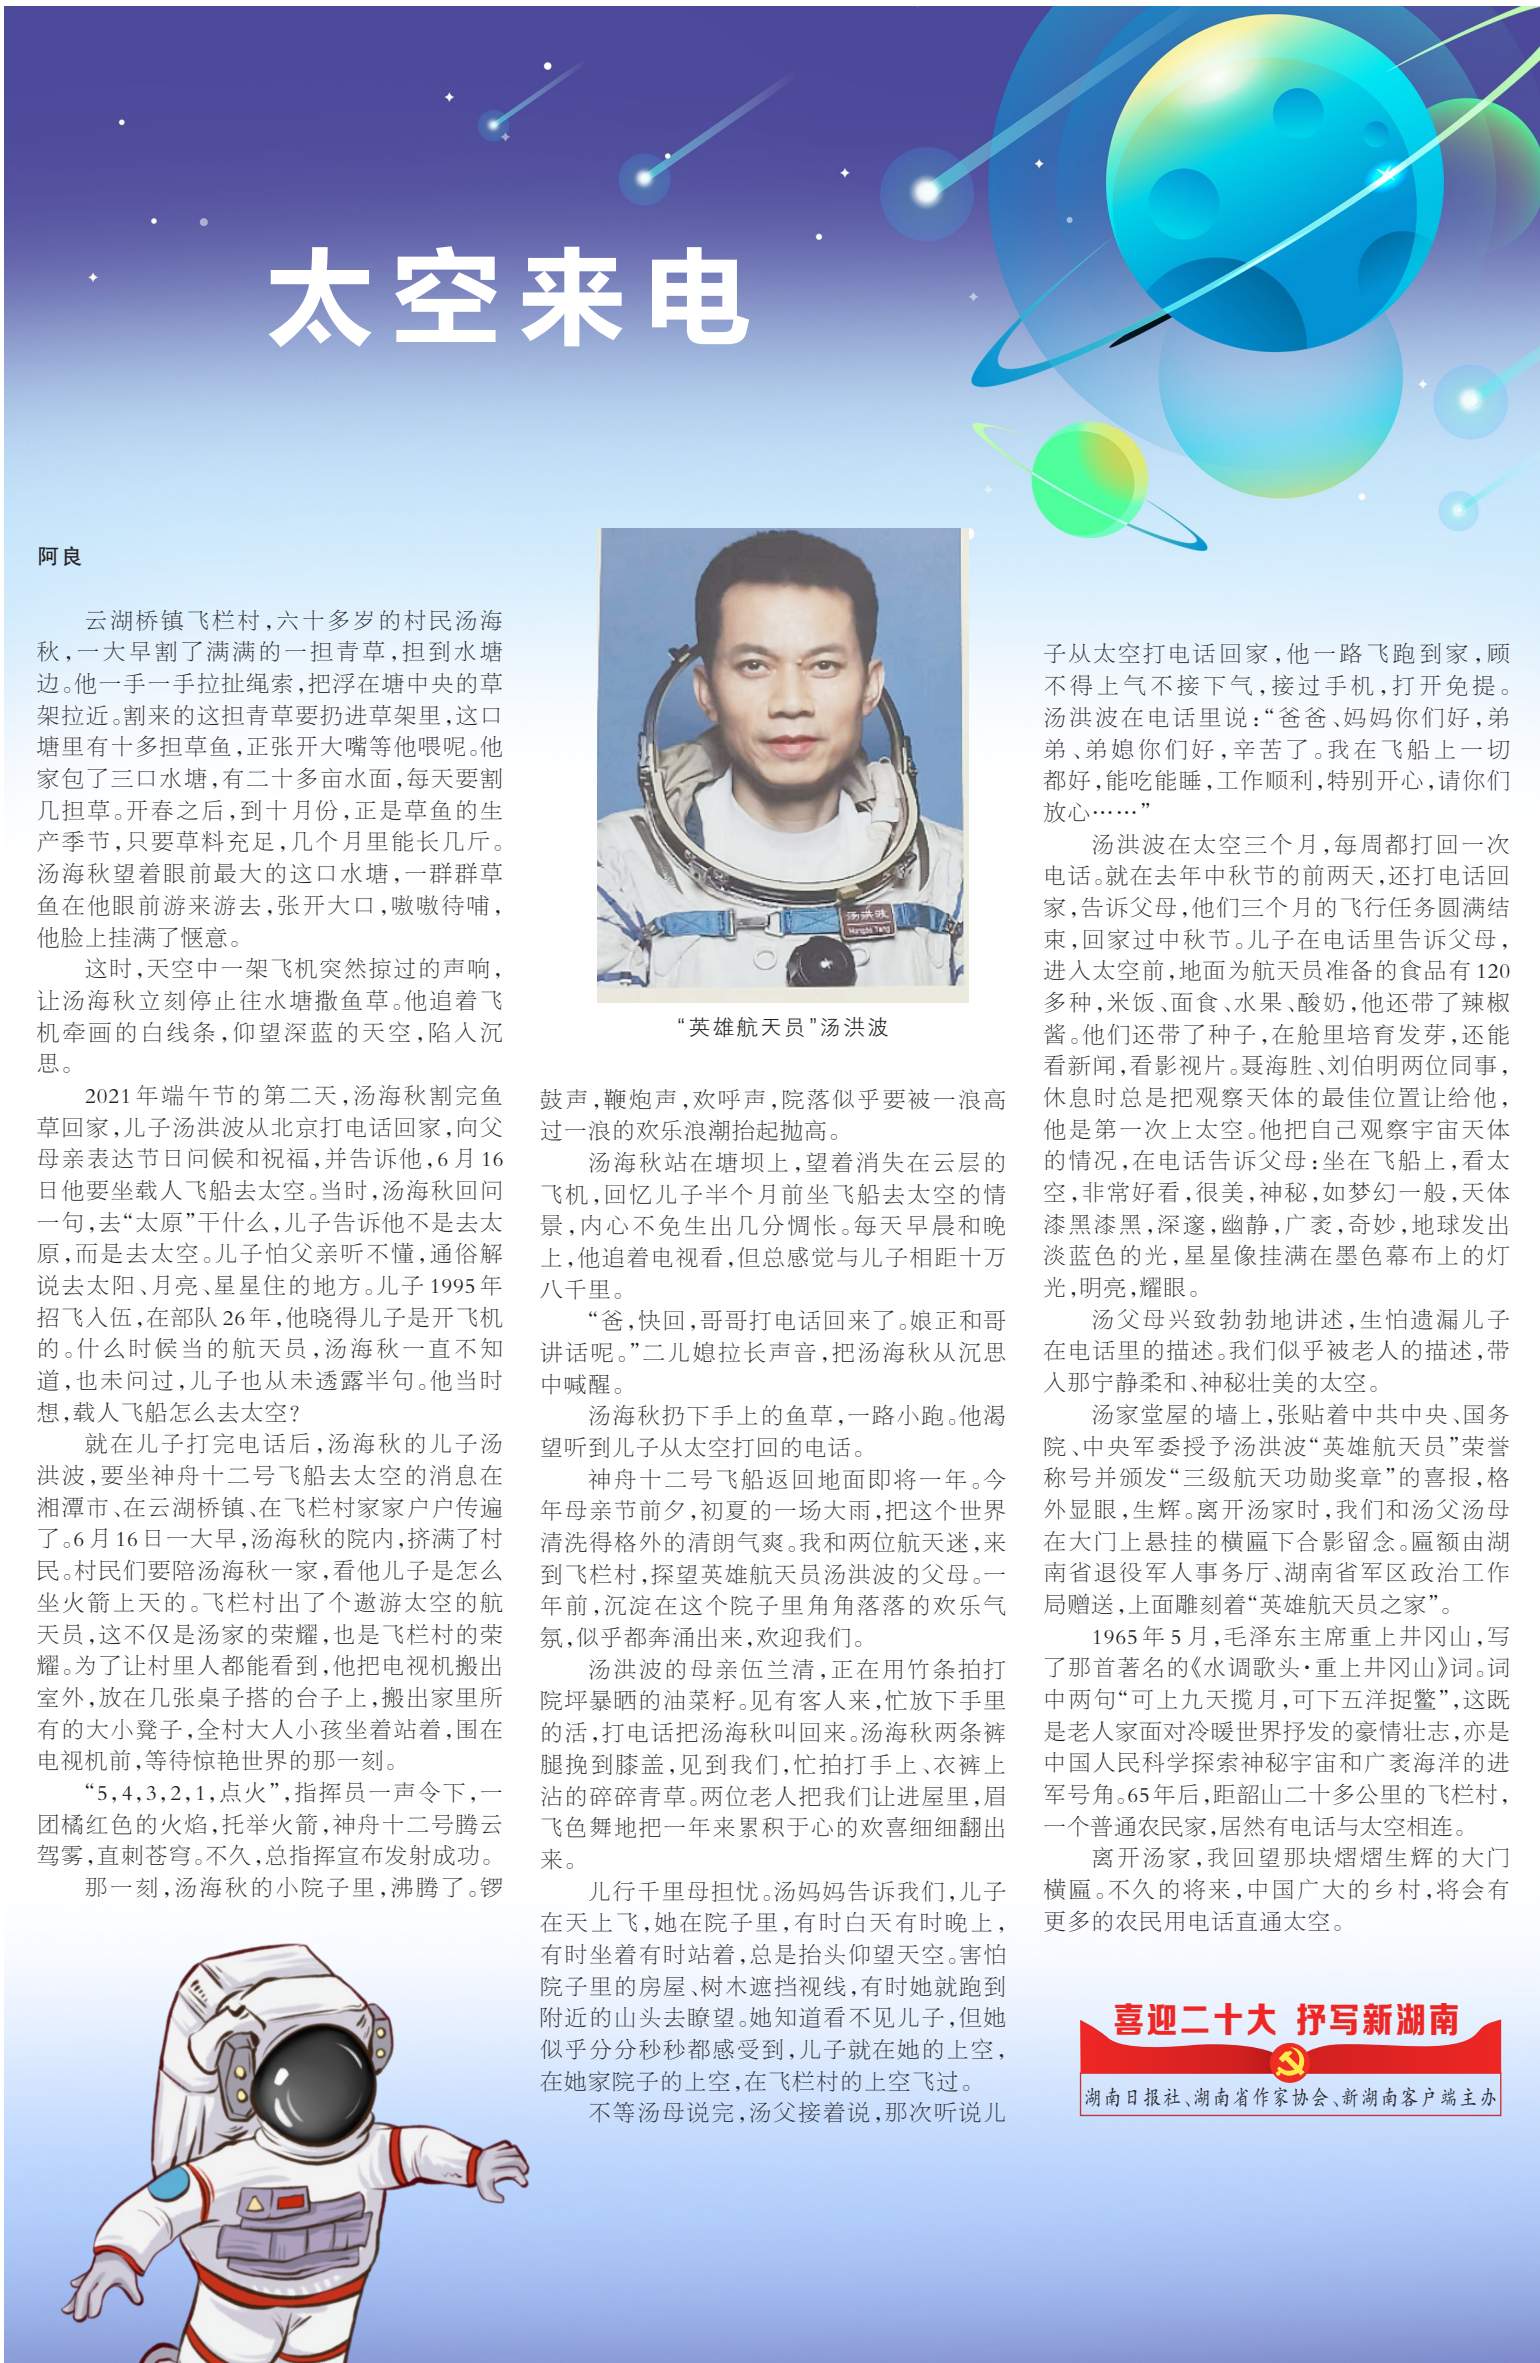 太空来电
阿良
云湖桥镇飞栏村,六十多岁的村民汤海
秋,一大早割了满满的一担青草,担到水塘
边。他一手一手拉扯绳索,把浮在塘中央的草
架拉近。割来的这担青草要扔进草架里,这口
塘里有十多担草鱼,正张开大嘴等他喂呢。他
家包了三口水塘,有二十多亩水面,每天要割
几担草。开春之后,到十月份,正是草鱼的生
产季节,只要草料充足,几个月里能长几斤。
汤海秋望着眼前最大的这口水塘,一群群草
鱼在他眼前游来游去,张开大口,嗷嗷待哺,
他脸上挂满了惬意。
这时,天空中一架飞机突然掠过的声响,
让汤海秋立刻停止往水塘撒鱼草。他追着飞
机牵画的白线条,仰望深蓝的天空,陷入沉
思。
2021年端午节的第二天,汤海秋割完鱼
草回家,儿子汤洪波从北京打电话回家,向父
母亲表达节日问候和祝福,并告诉他,6月16
日他要坐载人飞船去太空。当时,汤海秋回问
一句,去“太原”干什么,儿子告诉他不是去太
原,而是去太空。儿子怕父亲听不懂,通俗解
说去太阳、月亮、星星住的地方。儿子1995年
招飞入伍,在部队26年,他晓得儿子是开飞机
的。什么时候当的航天员,汤海秋一直不知
道,也未问过,儿子也从未透露半句。他当时
想,载人飞船怎么去太空?
就在儿子打完电话后,汤海秋的儿子汤
洪波,要坐神舟十二号飞船去太空的消息在
湘潭市、在云湖桥镇、在飞栏村家家户户传遍
了。6月16日一大早,汤海秋的院内,挤满了村
民。村民们要陪汤海秋一家,看他儿子是怎么
坐火箭上天的。飞栏村出了个遨游太空的航
天员,这不仅是汤家的荣耀,也是飞栏村的荣
耀。为了让村里人都能看到,他把电视机搬出
室外,放在几张桌子搭的台子上,搬出家里所
有的大小凳子,全村大人小孩坐着站着,围在
电视机前,等待惊艳世界的那一刻。
“5,4,3,2,1,点火”,指挥员一声令下,一
团橘红色的火焰,托举火箭,神舟十二号腾云
驾雾,直刺苍穹。不久,总指挥宣布发射成功。
那一刻,汤海秋的小院子里,沸腾了。锣
汤洪波
Hongbo Tang
“英雄航天员”汤洪波
鼓声,鞭炮声,欢呼声,院落似乎要被一浪高
过一浪的欢乐浪潮抬起抛高。
汤海秋站在塘坝上,望着消失在云层的
飞机,回忆儿子半个月前坐飞船去太空的情
景,内心不免生出几分惆怅。每天早晨和晚
上,他追着电视看,但总感觉与儿子相距十万
八千里。
“爸,快回,哥哥打电话回来了。娘正和哥
讲话呢。”二儿媳拉长声音,把汤海秋从沉思
中喊醒。
汤海秋扔下手上的鱼草,一路小跑。他渴
望听到儿子从太空打回的电话。
神舟十二号飞船返回地面即将一年。今
年母亲节前夕,初夏的一场大雨,把这个世界
清洗得格外的清朗气爽。我和两位航天迷,来
到飞栏村,探望英雄航天员汤洪波的父母。一
年前,沉淀在这个院子里角角落落的欢乐气
氛,似乎都奔涌出来,欢迎我们。
汤洪波的母亲伍兰清,正在用竹条拍打
院坪暴晒的油菜籽。见有客人来,忙放下手里
的活,打电话把汤海秋叫回来。汤海秋两条裤
腿挽到膝盖,见到我们,忙拍打手上、衣裤上
沾的碎碎青草。两位老人把我们让进屋里,眉
飞色舞地把一年来累积于心的欢喜细细翻出
来。
儿行千里母担忧。汤妈妈告诉我们,儿子
在天上飞,她在院子里,有时白天有时晚上,
有时坐着有时站着,总是抬头仰望天空。害怕
院子里的房屋、树木遮挡视线,有时她就跑到
附近的山头去瞭望。她知道看不见儿子,但她
似乎分分秒秒都感受到,儿子就在她的上空,
在她家院子的上空,在飞栏村的上空飞过。
不等汤母说完,汤父接着说,那次听说儿
子从太空打电话回家,他一路飞跑到家,顾
不得上气不接下气,接过手机,打开免提。
汤洪波在电话里说:“爸爸、妈妈你们好,弟
弟、弟媳你们好,辛苦了。我在飞船上一切
都好,能吃能睡,工作顺利,特别开心,请你们
放心……”
汤洪波在太空三个月,每周都打回一次
电话。就在去年中秋节的前两天,还打电话回
家,告诉父母,他们三个月的飞行任务圆满结
束,回家过中秋节。儿子在电话里告诉父母,
进入太空前,地面为航天员准备的食品有120
多种,米饭、面食、水果、酸奶,他还带了辣椒
酱。他们还带了种子,在舱里培育发芽,还能
看新闻,看影视片。聂海胜、刘伯明两位同事,
休息时总是把观察天体的最佳位置让给他,
他是第一次上太空。他把自己观察宇宙天体
的情况,在电话告诉父母:坐在飞船上,看太
空,非常好看,很美,神秘,如梦幻一般,天体
漆黑漆黑,深邃,幽静,广袤,奇妙,地球发出
淡蓝色的光,星星像挂满在墨色幕布上的灯
光,明亮,耀眼。
汤父母兴致勃勃地讲述,生怕遗漏儿子
在电话里的描述。我们似乎被老人的描述,带
入那宁静柔和、神秘壮美的太空。
汤家堂屋的墙上,张贴着中共中央、国务
院、中央军委授予汤洪波“英雄航天员”荣誉
称号并颁发“三级航天功勋奖章”的喜报,格
外显眼,生辉。离开汤家时,我们和汤父汤母
在大门上悬挂的横匾下合影留念。匾额由湖
南省退役军人事务厅、湖南省军区政治工作
局赠送,上面雕刻着“英雄航天员之家”。
1965年5月,毛泽东主席重上井冈山,写
了那首著名的《水调歌头·重上井冈山》词。词
中两句“可上九天揽月,可下五洋捉鳖”,这既
是老人家面对冷暖世界抒发的豪情壮志,亦是
中国人民科学探索神秘宇宙和广袤海洋的进
军号角。65年后,距韶山二十多公里的飞栏村,
一个普通农民家,居然有电话与太空相连。
离开汤家,我回望那块熠熠生辉的大门
横匾。不久的将来,中国广大的乡村,将会有
更多的农民用电话直通太空。
喜迎二十大 抒写新湖南
湖南日报社、湖南省作家协会、新湖南客户端主办